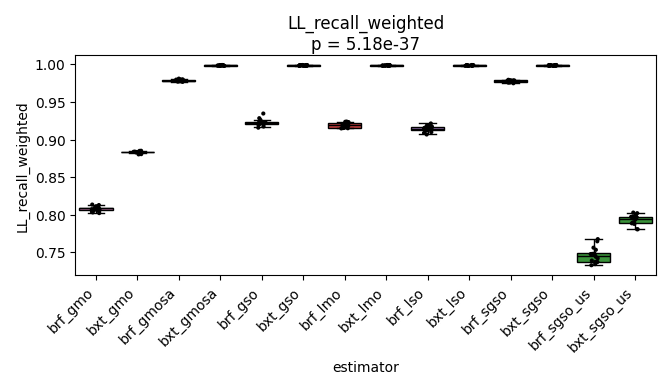 LL_recall_weighted
p = 5.18e-37
LL_recall_weighted
1.00
0.95
0.90
0.85
0.80
0.75
brf_gmo
bxt_gmo
brf_gmosa
bxt_gmosa
brf_gso
bxt_gso
brf_lmo
bxt_lmo
brf_lso
bxt_lso
brf_sgso
bxt_sgso
brf_sgso_us
bxt_sgso_us
estimator